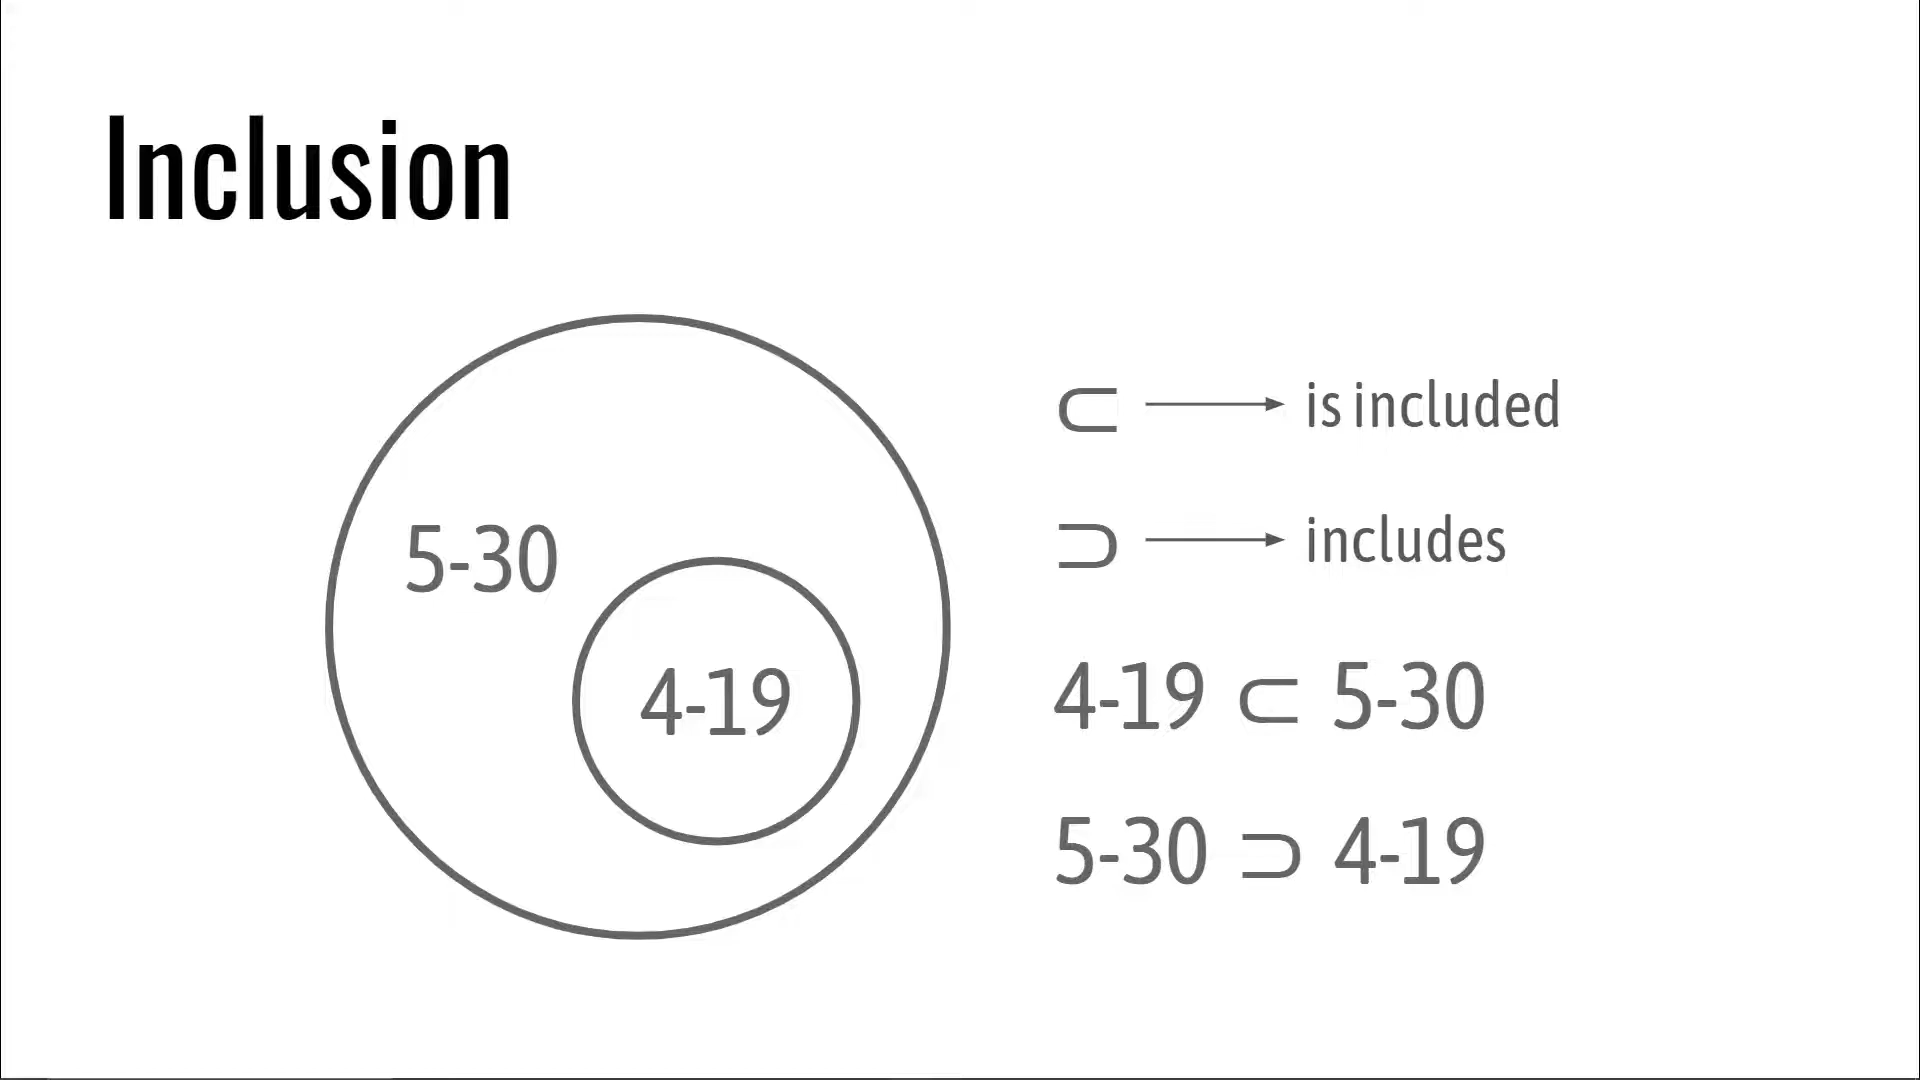 Inclusion
5-30
4-19
⊂ → is included
⊃ → includes
4-19 ⊂ 5-30
5-30 ⊃ 4-19